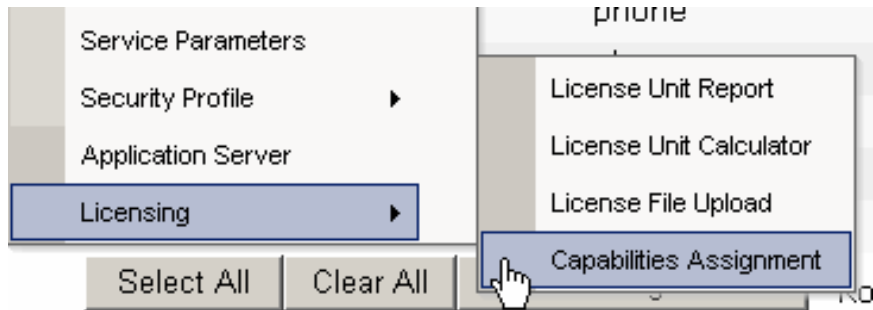 phone
Service Parameters
Security Profile
Application Server
Licensing
License Unit Report
License Unit Calculator
License File Upload
Capabilities Assignment
Select All
Clear All